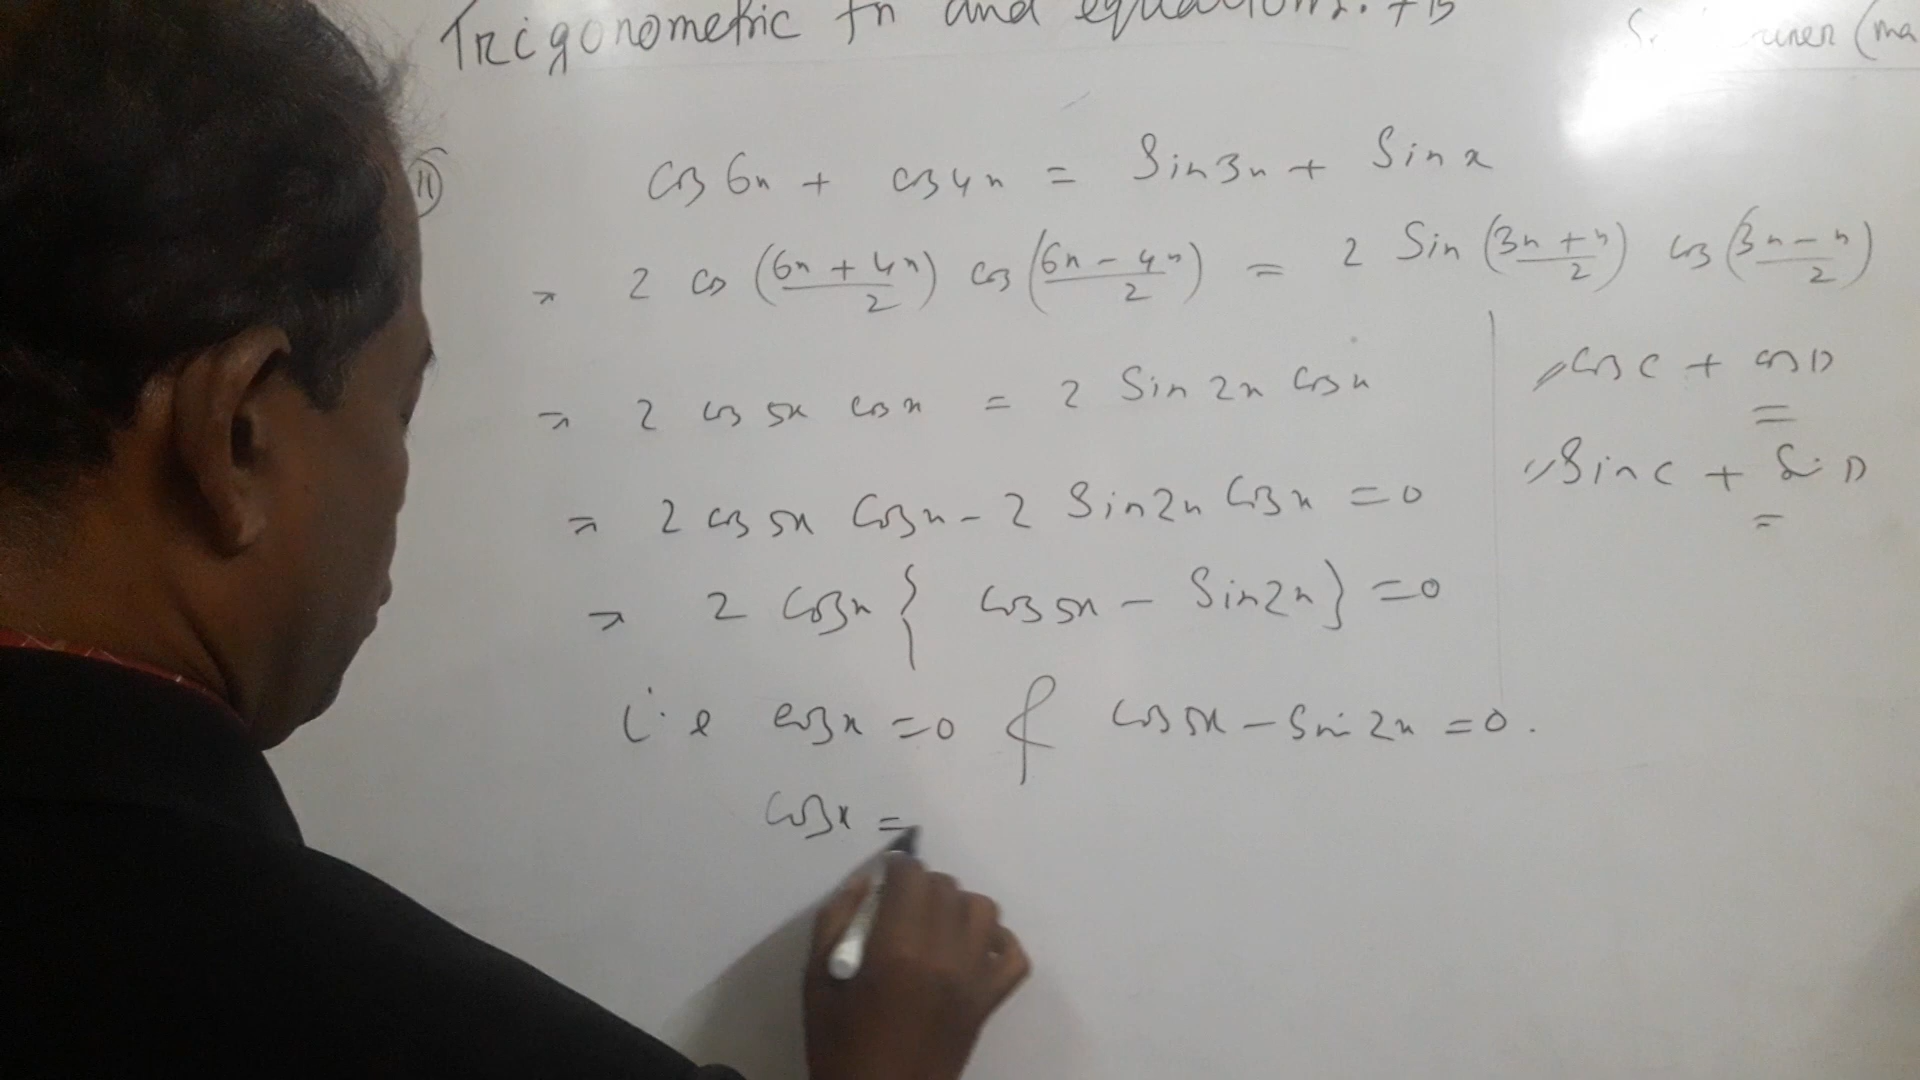 Trigonometric fn and equations.
(ma
11 cos 6x + cos 4x = Sin 3x + Sin x
⇒ 2 cos (6x + 4x / 2) cos (6x - 4x / 2) = 2 Sin (3x + x / 2) cos (3x - x / 2)
⇒ 2 cos 5x cos x = 2 Sin 2x cos x
cos C + cos D
=
⇒ 2 cos 5x cos x - 2 Sin 2x cos x = 0
Sin C + Sin D
=
⇒ 2 cos x { cos 5x - Sin 2x } = 0
i.e cos x = 0 & cos 5x - Sin 2x = 0.
cos x =